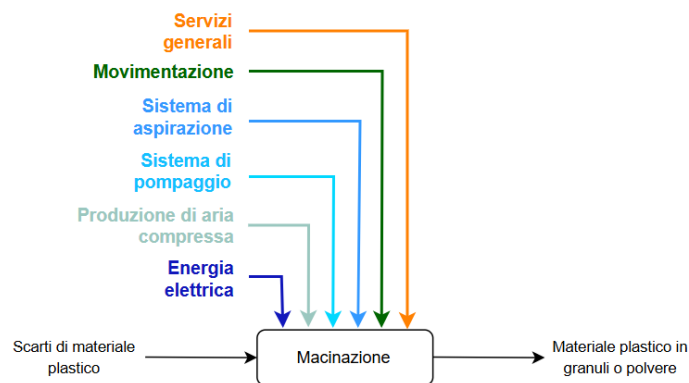 Servizi
generali
Movimentazione
Sistema di
aspirazione
Sistema di
pompaggio
Produzione di aria
compressa
Energia
elettrica
Scarti di materiale
plastico
Macinazione
Materiale plastico in
granuli o polvere